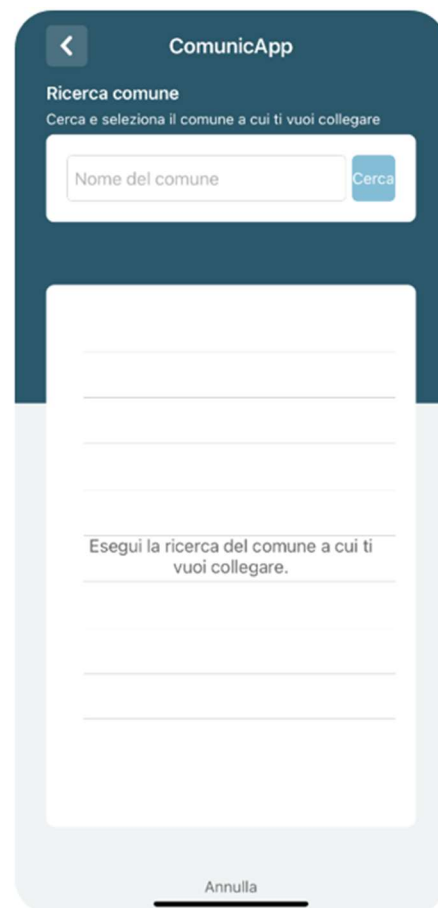 ComunicApp
Ricerca comune
Cerca e seleziona il comune a cui ti vuoi collegare
Nome del comune
Cerca
Esegui la ricerca del comune a cui ti
vuoi collegare.
Annulla